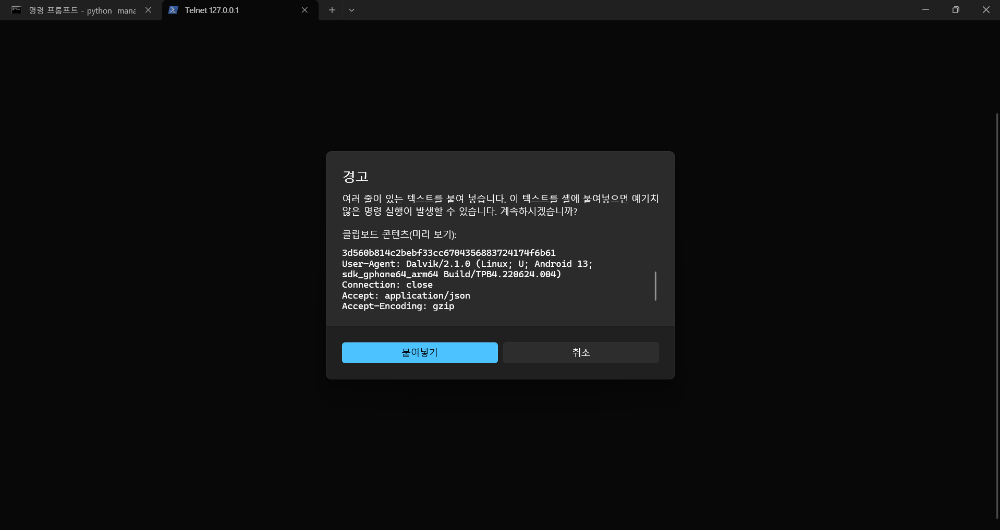 명령 프롬프트 - python mana
Telnet 127.0.0.1
경고
여러 줄이 있는 텍스트를 붙여 넣습니다. 이 텍스트를 셸에 붙여넣으면 예기치
않은 명령 실행이 발생할 수 있습니다. 계속하시겠습니까?
클립보드 콘텐츠(미리 보기):
3d560b814c2bebf33cc6704356883724174f6b61
User-Agent: Dalvik/2.1.0 (Linux; U; Android 13;
sdk_gphone64_arm64 Build/TPB4.220624.004)
Connection: close
Accept: application/json
Accept-Encoding: gzip
붙여넣기
취소